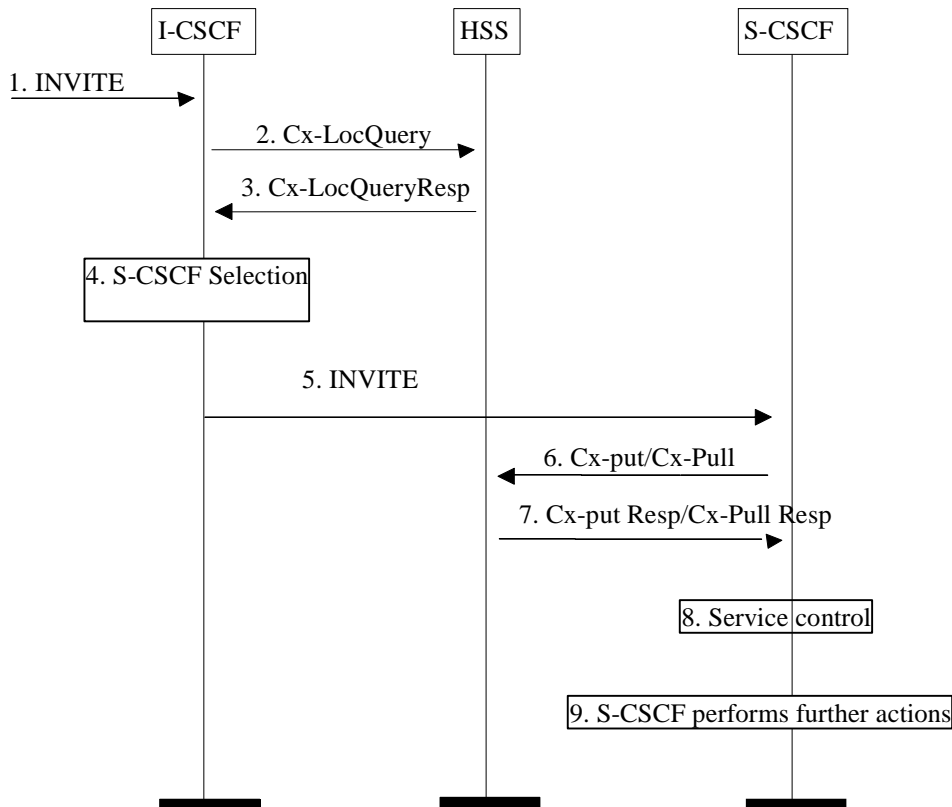 I-CSCF
HSS
S-CSCF
1. INVITE
2. Cx-LocQuery
3. Cx-LocQueryResp
4. S-CSCF Selection
5. INVITE
6. Cx-put/Cx-Pull
7. Cx-put Resp/Cx-Pull Resp
8. Service control
9. S-CSCF performs further actions